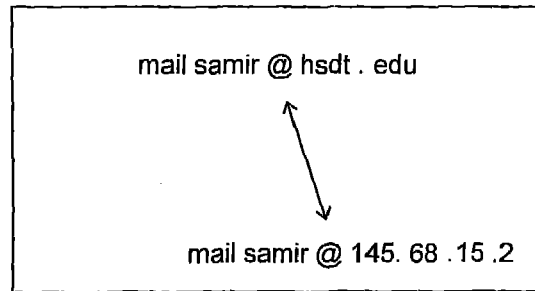 mail samir @ hsdt . edu
mail samir @ 145. 68 .15 .2